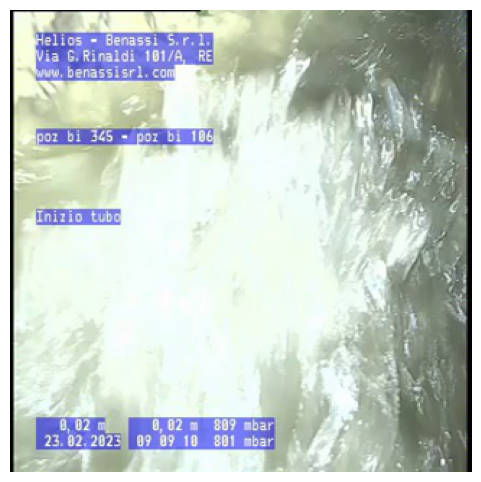 Helios - Benassi S.r.l.
Via G.Rinaldi 101/A, RE
www.benassisrl.com
poz bi 345 - poz bi 106
Inizio tubo
0,02 m 0,02 m 809 mbar
23.02.2023 09 09 10 801 mbar